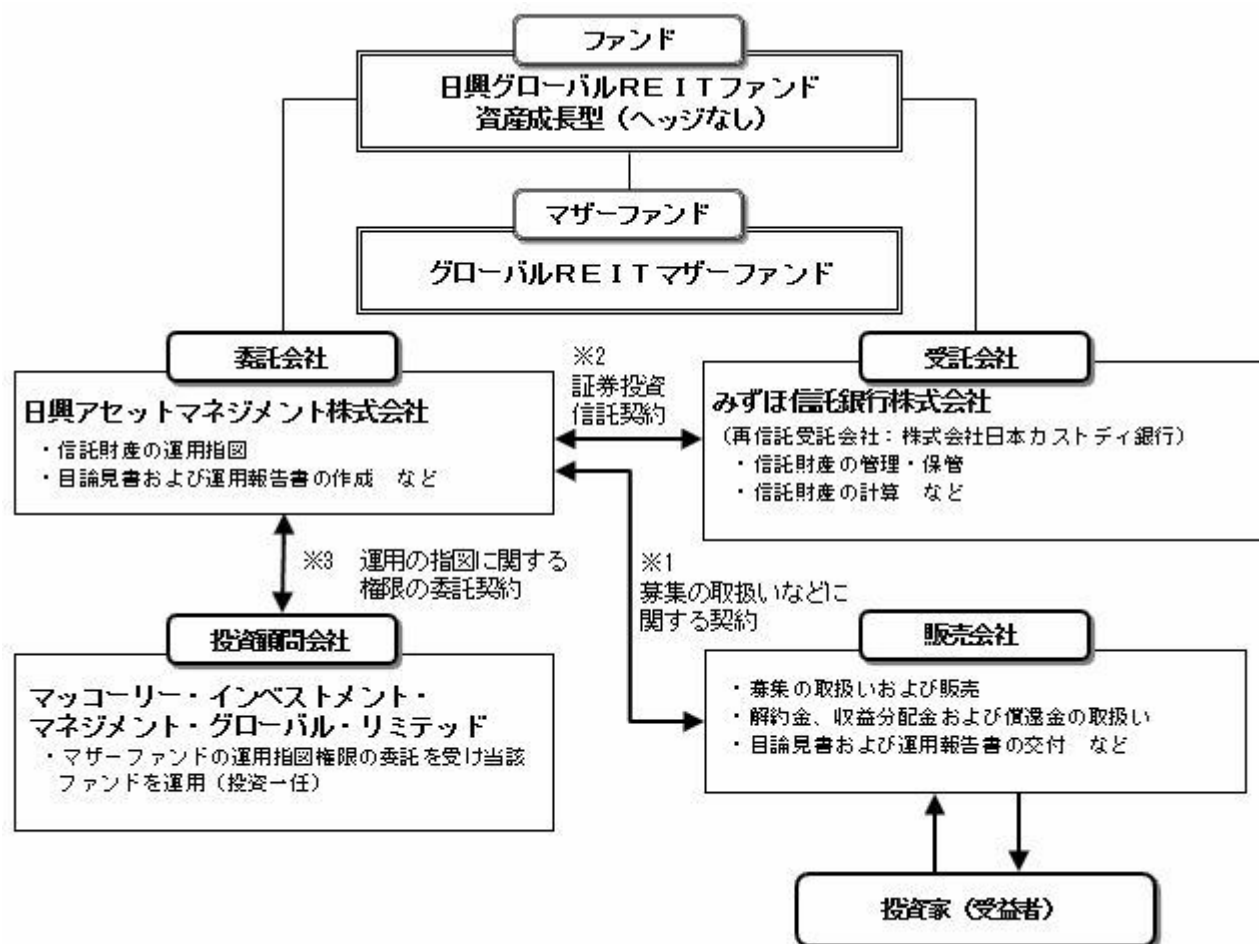 ファンド
日興グローバルREITファンド
資産成長型（ヘッジなし）
マザーファンド
グローバルREITマザーファンド
委託会社
日興アセットマネジメント株式会社
・信託財産の運用指図
・目論見書および運用報告書の作成　など
※2
証券投資
信託契約
受託会社
みずほ信託銀行株式会社
（再信託受託会社：株式会社日本カストディ銀行）
・信託財産の管理・保管
・信託財産の計算　など
※3　運用の指図に関する
権限の委託契約
※1
募集の取扱いなどに
関する契約
投資顧問会社
マッコーリー・インベストメント・
マネジメント・グローバル・リミテッド
・マザーファンドの運用指図権限の委託を受け当該
ファンドを運用（投資一任）
販売会社
・募集の取扱いおよび販売
・解約金、収益分配金および償還金の取扱い
・目論見書および運用報告書の交付　など
投資家（受益者）